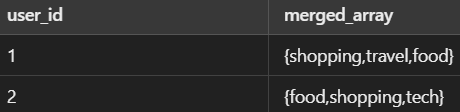 user_id merged_array
1 {shopping,travel,food}
2 {food,shopping,tech}